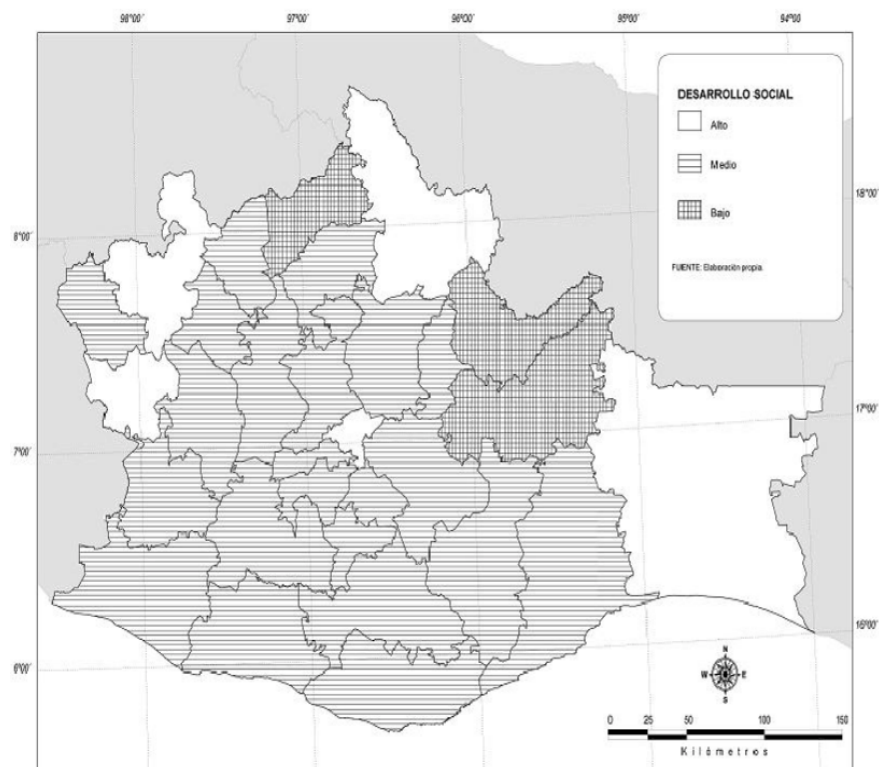 98°00' 97°00' 96°00' 95°00' 94°00'
DESARROLLO SOCIAL
Alto
Medio
Bajo
FUENTE: Elaboración propia.
18°00'
8°00'
17°00'
7°00'
16°00'
6°00'
N
W E
S
0 25 50 100 150
Kilómetros